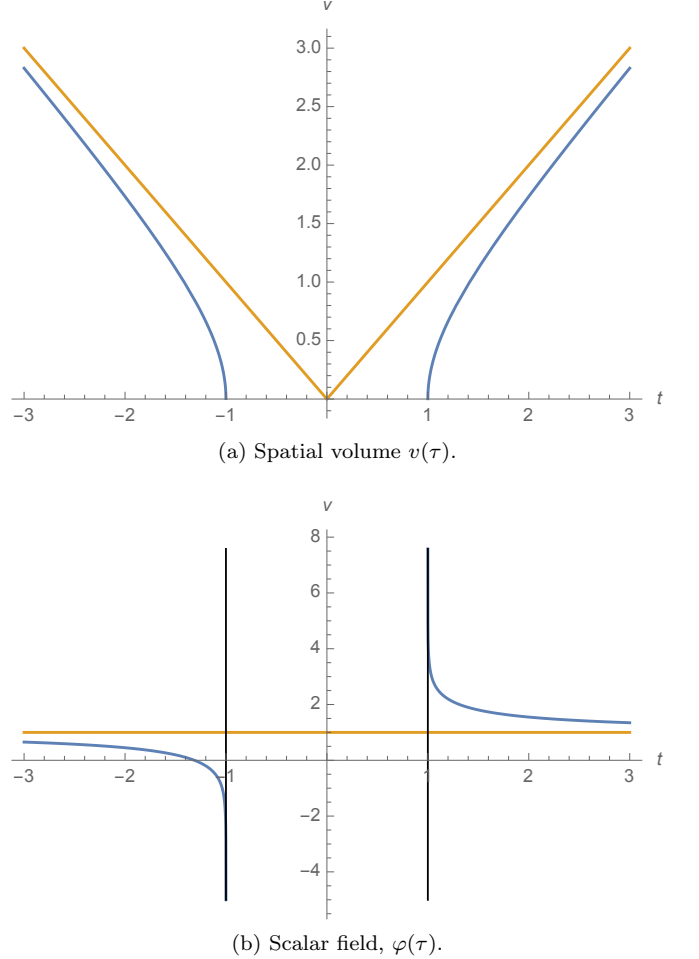 v
3.0
2.5
2.0
1.5
1.0
0.5
−3 −2 −1 1 2 3 t
(a) Spatial volume v(τ).
v
8
6
4
2
−3 −2 −1 1 2 3 t
−2
−4
(b) Scalar field, φ(τ).